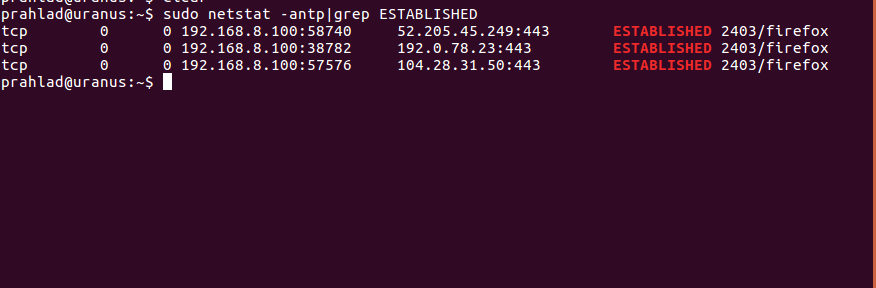 prahlad@uranus:~$ clear
prahlad@uranus:~$ sudo netstat -antp|grep ESTABLISHED
tcp 0 0 192.168.8.100:58740 52.205.45.249:443 ESTABLISHED 2403/firefox
tcp 0 0 192.168.8.100:38782 192.0.78.23:443 ESTABLISHED 2403/firefox
tcp 0 0 192.168.8.100:57576 104.28.31.50:443 ESTABLISHED 2403/firefox
prahlad@uranus:~$